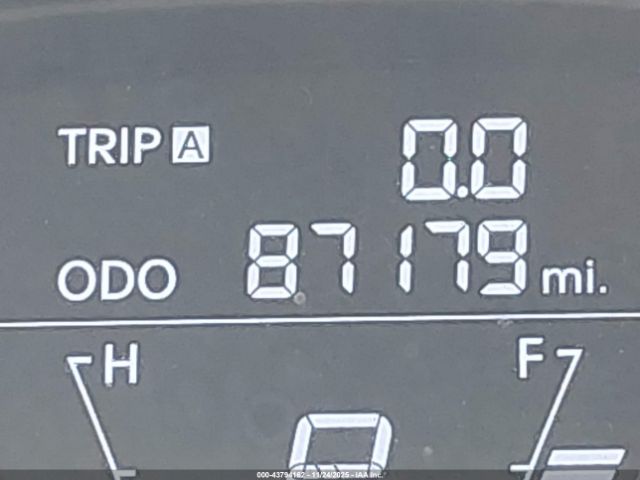 TRIP A 0.0
ODO 87179 mi.
H F
000-43794162 - 11/24/2025 - IAA Inc.